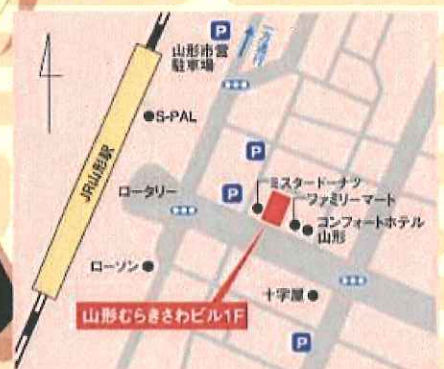 P
山形市営
駐車場
一方通行
S-PAL
JR山形駅
P
ミスタードーナツ
ロータリー
P
ファミリーマート
コンフォートホテル
山形
ローソン
十字屋
山形むらきさわビル1F
P